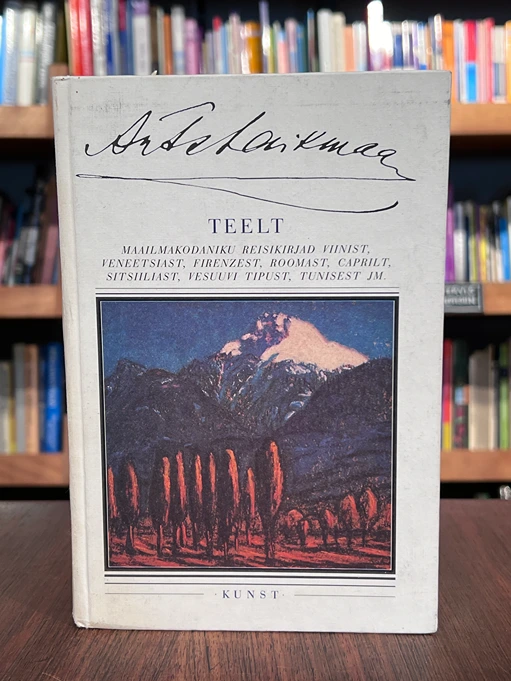 Ants Laikmaa
TEELT
MAAILMAKODANIKU REISIKIRJAD VIINIST,
VENEETSIAST, FIRENZEST, ROOMAST, CAPRILT,
SITSIILIAST, VESUUVI TIPUST, TUNISEST JM.
·KUNST·